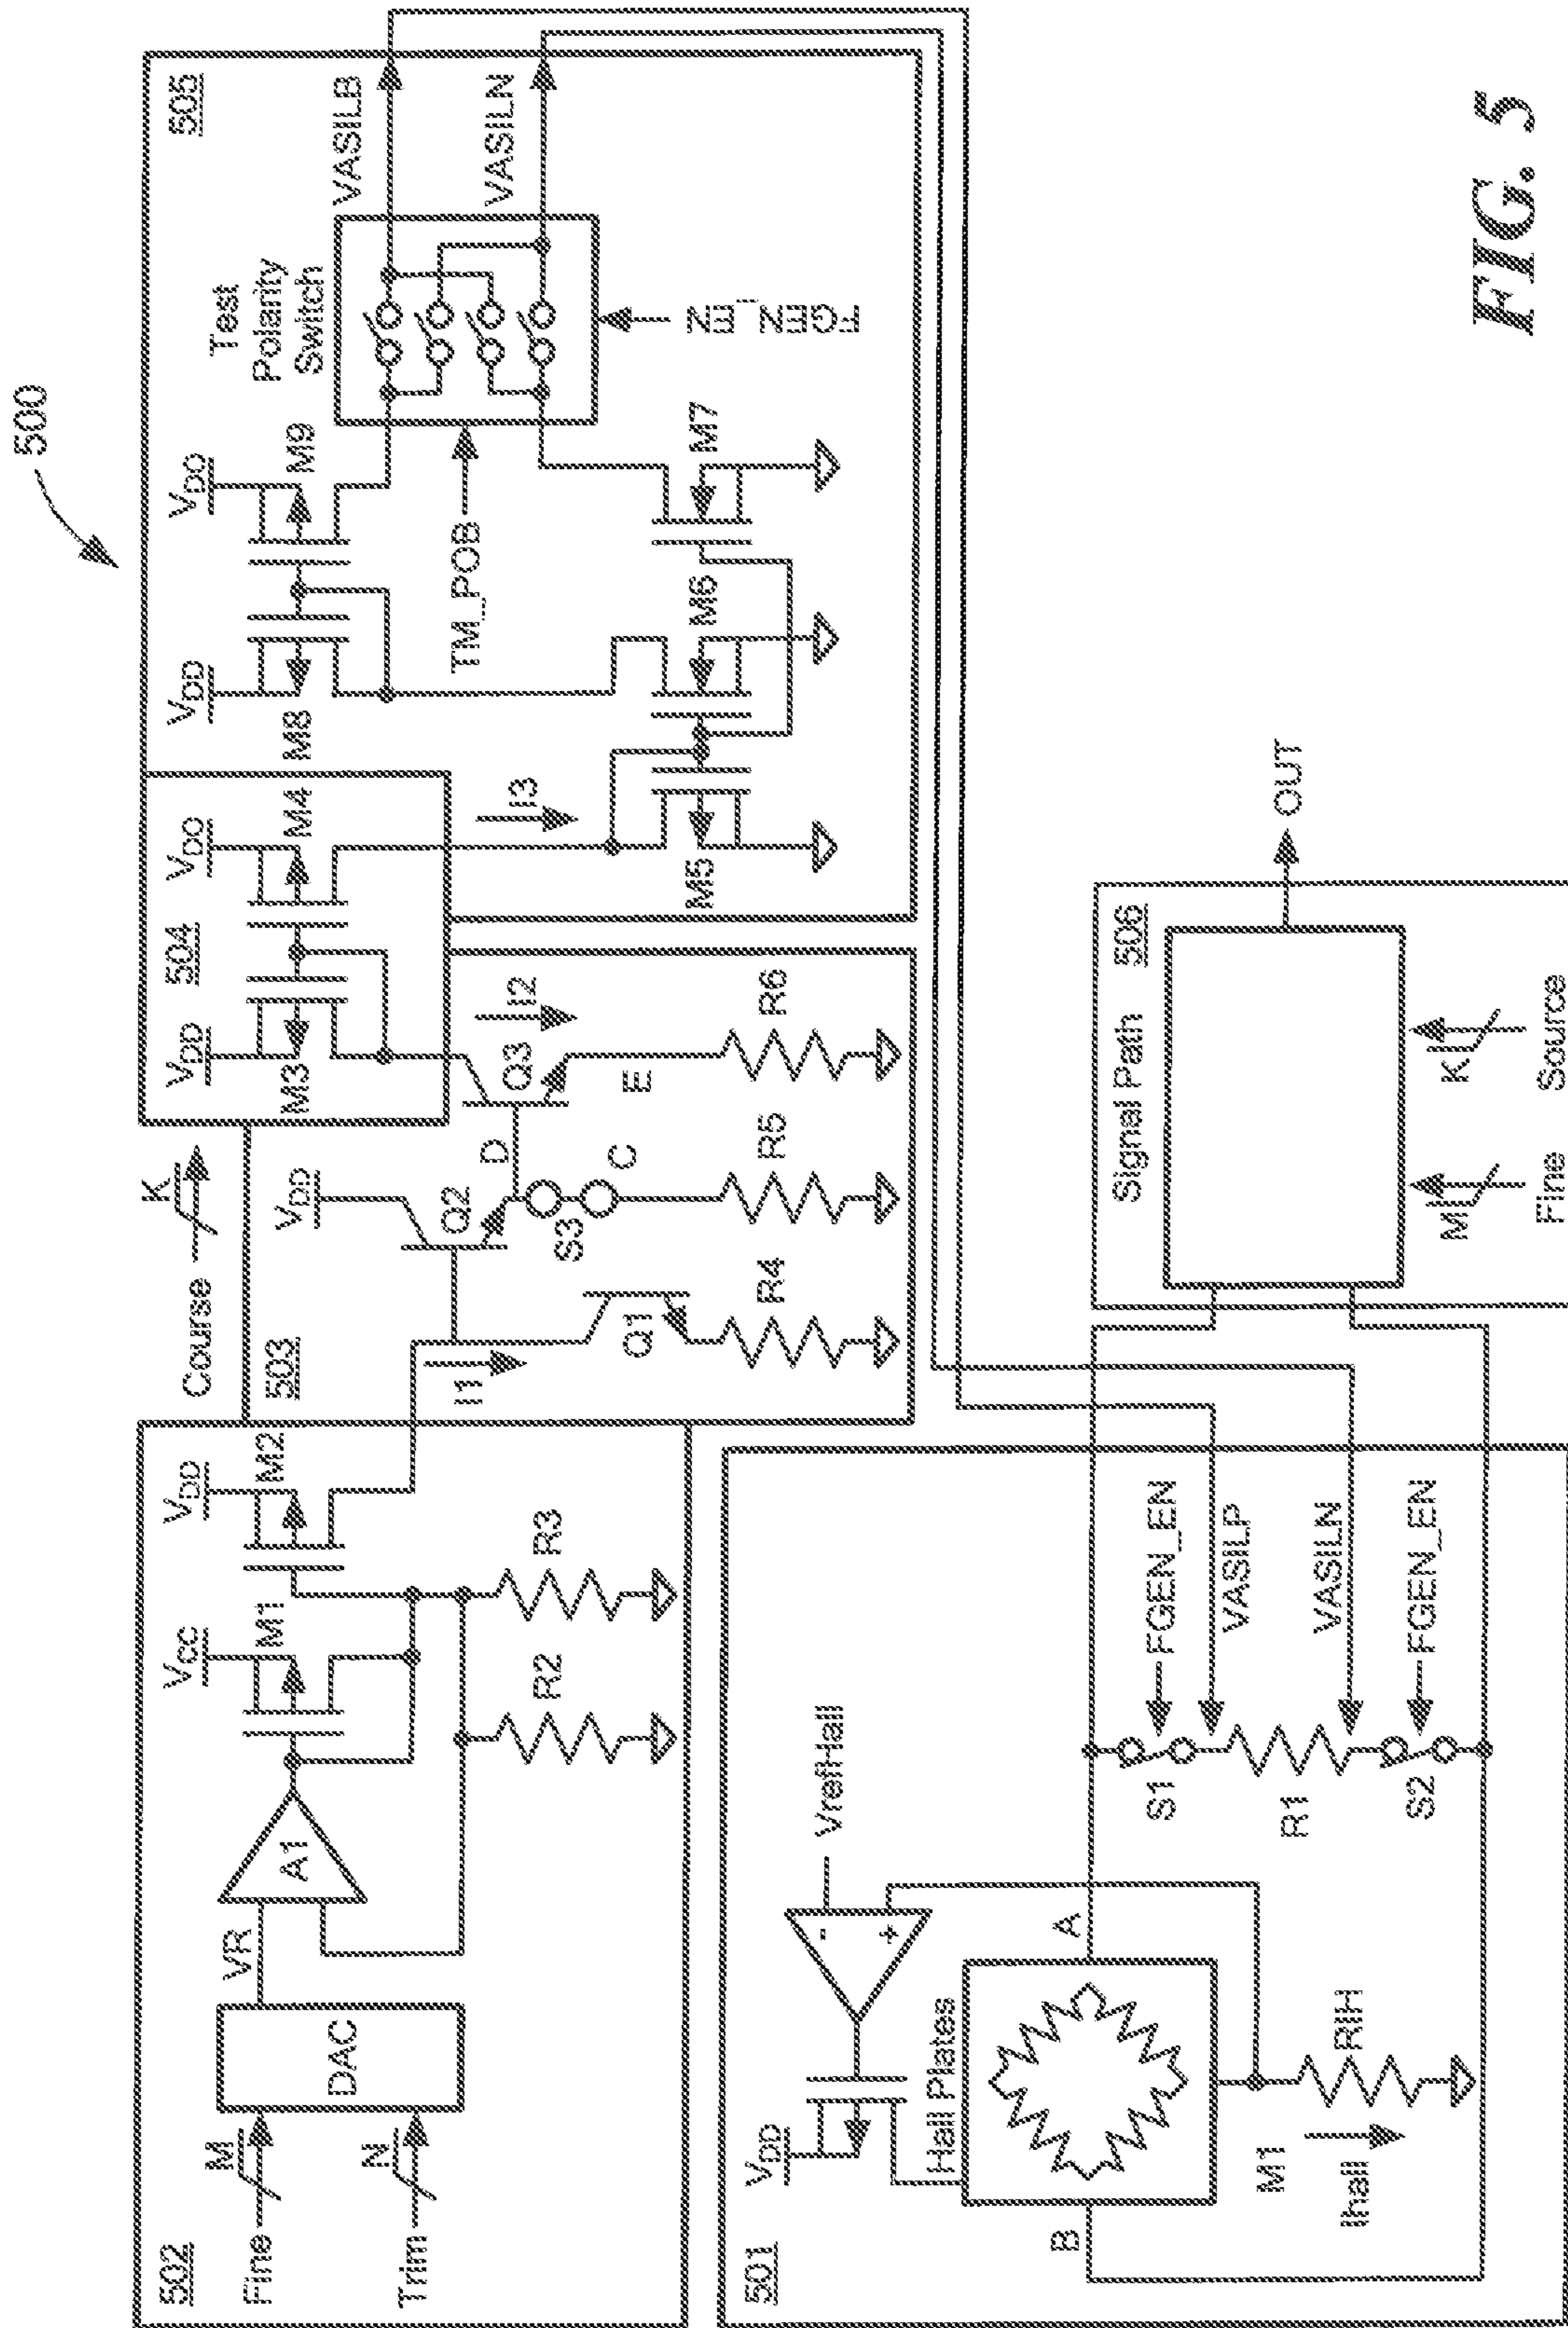 500
502
Fine
M
Trim
N
DAC
VR
A1
VCC
M1
VDD
M2
R2
R3
503
Course
K
I1
Q1
R4
VDD
Q2
D
S3
C
R5
Q3
I2
E
R6
504
VDD
M3
VDD
M4
505
I3
M5
VDD
M8
VDD
M9
M6
M7
TM_POB
Test
Polarity
Switch
FGEN_EN
VASILB
VASILN
501
VDD
VrefHall
-
+
Hall Plates
A
B
M1
Ihall
RIH
S1
R1
S2
FGEN_EN
VASILP
VASILN
FGEN_EN
Signal Path
506
OUT
M
Fine
K
Source
FIG. 5